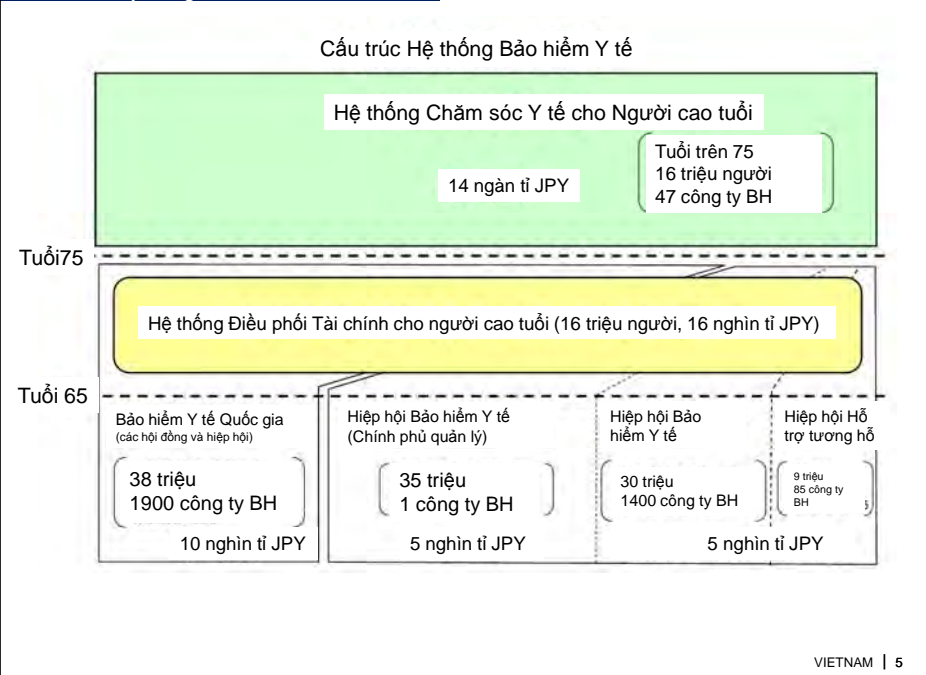 Cấu trúc Hệ thống Bảo hiểm Y tế
Hệ thống Chăm sóc Y tế cho Người cao tuổi
Tuổi trên 75
16 triệu người
47 công ty BH
14 ngàn tỉ JPY
Tuổi75
Hệ thống Điều phối Tài chính cho người cao tuổi (16 triệu người, 16 nghìn tỉ JPY)
Tuổi 65
Bảo hiểm Y tế Quốc gia
(các hội đồng và hiệp hội)
38 triệu
1900 công ty BH
10 nghìn tỉ JPY
Hiệp hội Bảo hiểm Y tế
(Chính phủ quản lý)
35 triệu
1 công ty BH
5 nghìn tỉ JPY
Hiệp hội Bảo
hiểm Y tế
30 triệu
1400 công ty BH
Hiệp hội Hỗ
trợ tương hỗ
9 triệu
85 công ty
BH
5 nghìn tỉ JPY
VIETNAM | 5